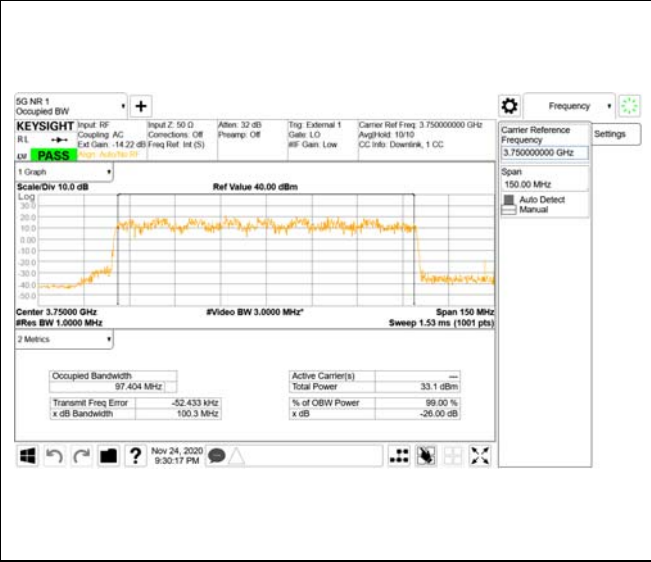 5G NR 1
Occupied BW
KEYSIGHT
RL
PASS
Input: RF
Coupling: AC
Ext Gain: -14.22 dB
Align: Auto/No RF
Input Z: 50 Ω
Corrections: Off
Freq Ref: Int (S)
Atten: 32 dB
Preamp: Off
Trig: External 1
Gate: LO
#IF Gain: Low
Carrier Ref Freq: 3.750000000 GHz
Avg|Hold: 10/10
CC Info: Downlink, 1 CC
1 Graph
Scale/Div 10.0 dB
Ref Value 40.00 dBm
Log
30.0
20.0
10.0
0.00
-10.0
-20.0
-30.0
-40.0
-50.0
Center 3.75000 GHz
#Video BW 3.0000 MHz*
Span 150 MHz
#Res BW 1.0000 MHz
Sweep 1.53 ms (1001 pts)
2 Metrics
Occupied Bandwidth
97.404 MHz
Transmit Freq Error -52.433 kHz
x dB Bandwidth 100.3 MHz
Active Carrier(s) ---
Total Power 33.1 dBm
% of OBW Power 99.00 %
x dB -26.00 dB
Nov 24, 2020
9:30:17 PM
Frequency
Carrier Reference
Frequency
3.750000000 GHz
Span
150.00 MHz
Auto Detect
Manual
Settings